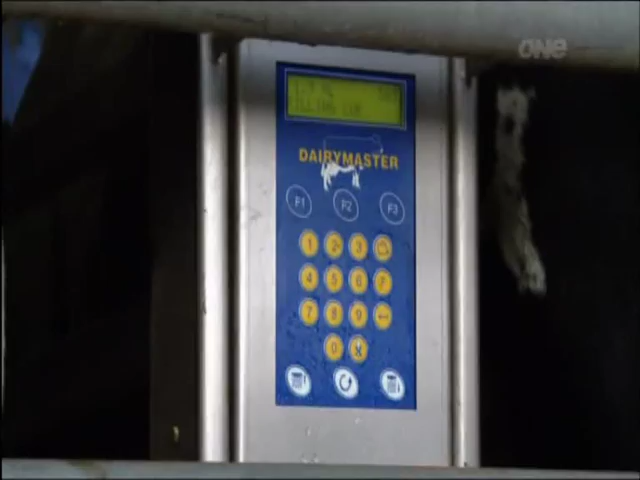 ONE
DAIRYMASTER
F1 F2 F3
1 2 3
4 5 6 ?
7 8 9
0 X